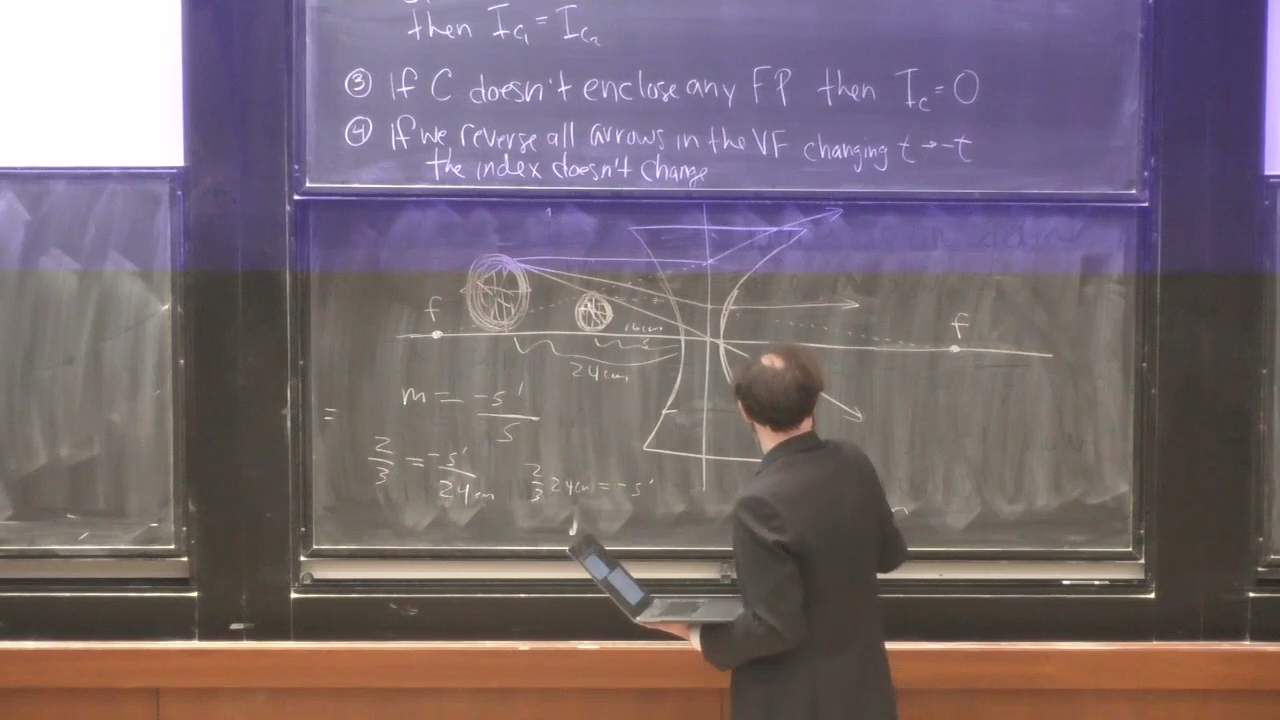 then I_C₁ = I_C₂
③ If C doesn't enclose any FP then I_C = 0
④ If we reverse all arrows in the VF changing t → -t
the index doesn't change
f
f
16cm
24cm
m = -s'/s
=
2/3 = -s'/24cm
2/3 24cm = -s'